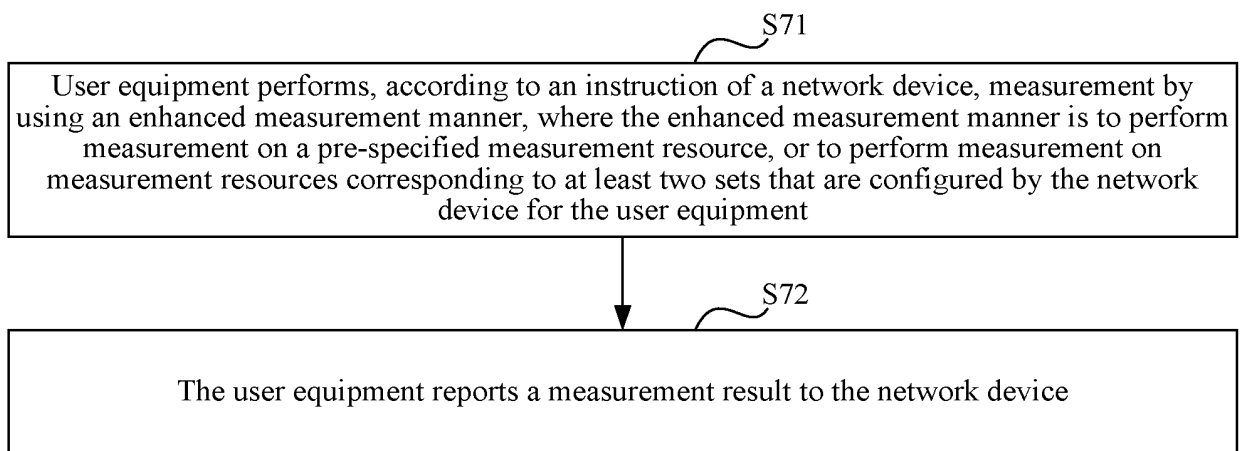 S71
User equipment performs, according to an instruction of a network device, measurement by
using an enhanced measurement manner, where the enhanced measurement manner is to perform
measurement on a pre-specified measurement resource, or to perform measurement on
measurement resources corresponding to at least two sets that are configured by the network
device for the user equipment
S72
The user equipment reports a measurement result to the network device